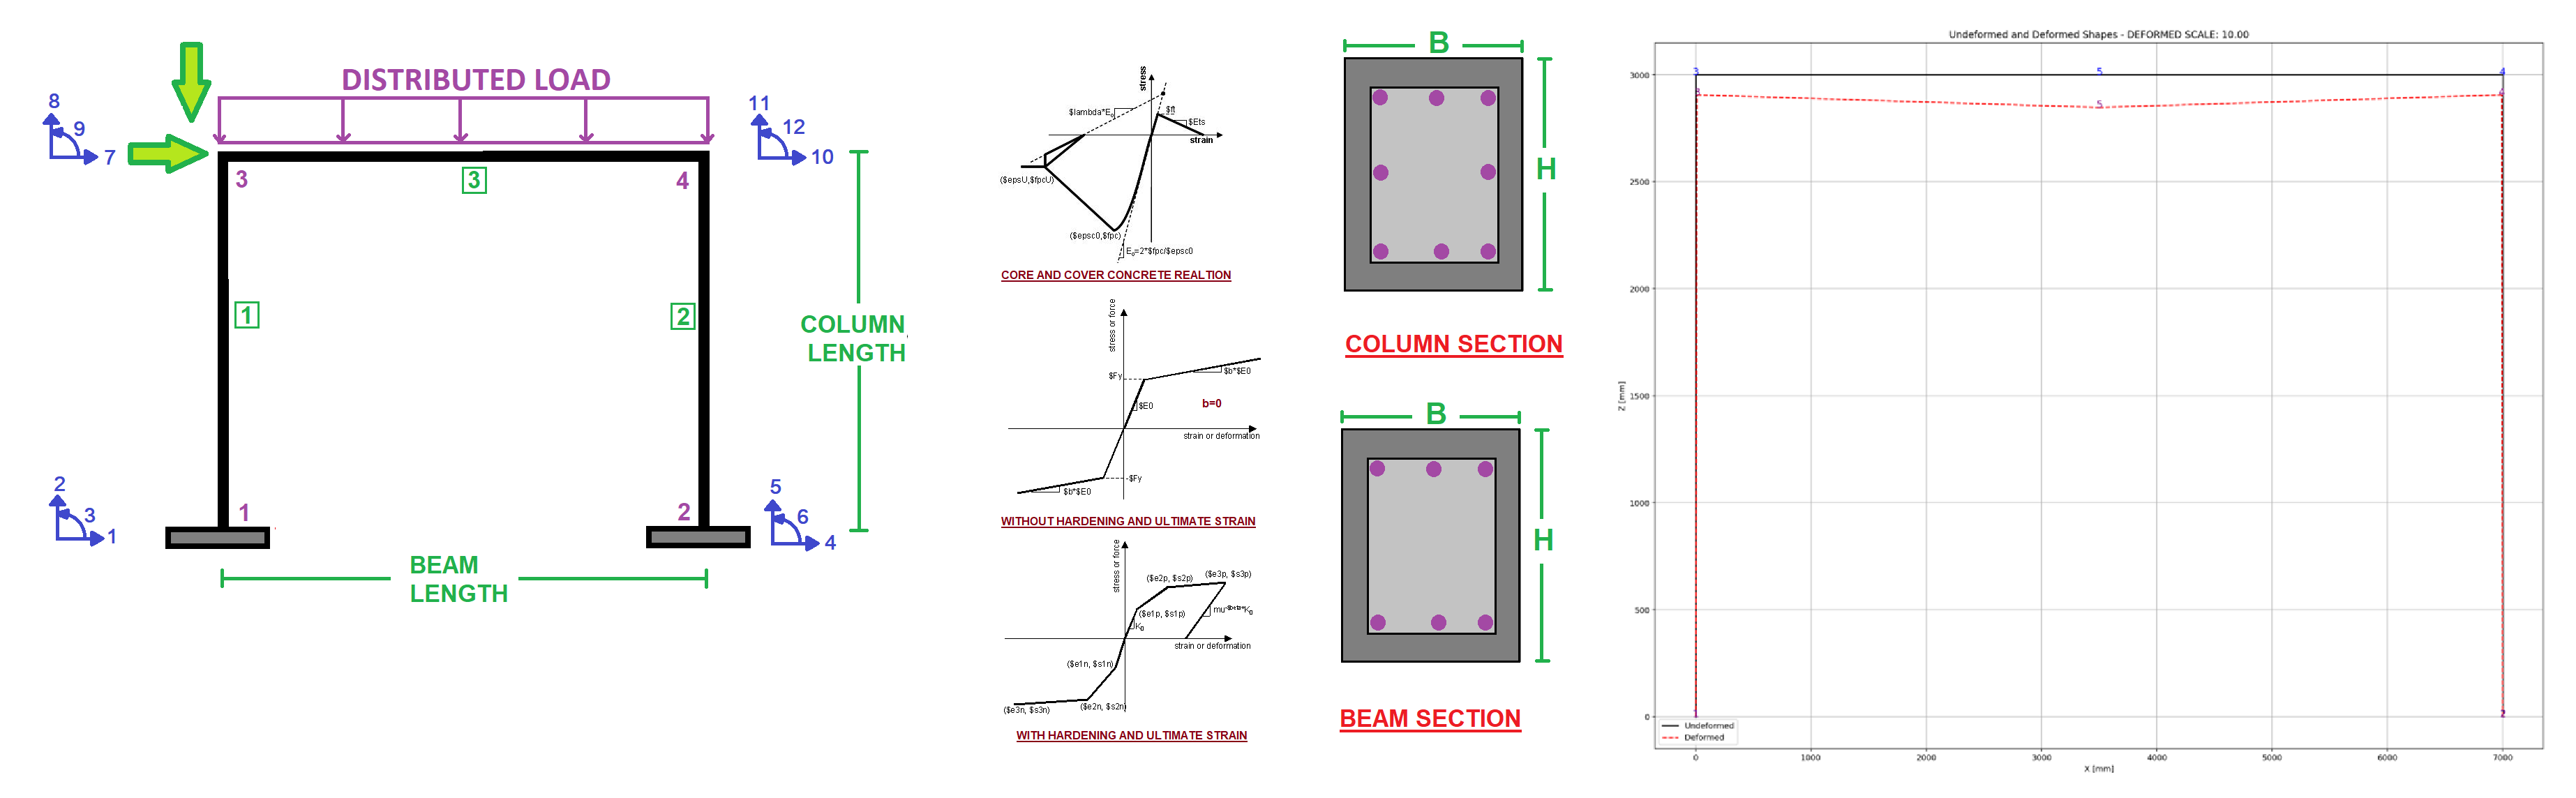 DISTRIBUTED LOAD
8
9
7
11
12
10
3
3
4
1
2
COLUMN
LENGTH
2
3
1
1
2
5
6
4
BEAM
LENGTH
stress
$lambda*E0
$ft
$Ets
strain
($epsU,$fpcU)
($epsc0,$fpc)
E0=2*$fpc/$epsc0
CORE AND COVER CONCRETE REALTION
stress or force
$Fy
$b*$E0
$E0
b=0
strain or deformation
-$Fy
$b*$E0
WITHOUT HARDENING AND ULTIMATE STRAIN
stress or force
($e2p, $s2p)
($e3p, $s3p)
($e1p, $s1p)
K0
strain or deformation
($e1n, $s1n)
($e3n, $s3n)
($e2n, $s2n)
WITH HARDENING AND ULTIMATE STRAIN
B
H
COLUMN SECTION
B
H
BEAM SECTION
Undeformed and Deformed Shapes - DEFORMED SCALE: 10.00
3
5
4
3
5
4
3000
2500
2000
1500
1000
500
0
Z [mm]
1
2
Undeformed
Deformed
0
1000
2000
3000
4000
5000
6000
7000
X [mm]